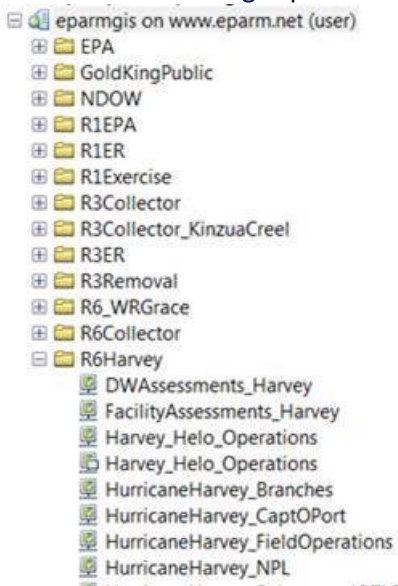 eparmgis on www.eparm.net (user)
EPA
GoldKingPublic
NDOW
R1EPA
R1ER
R1Exercise
R3Collector
R3Collector_KinzuaCreel
R3ER
R3Removal
R6_WRGrace
R6Collector
R6Harvey
DWAssessments_Harvey
FacilityAssessments_Harvey
Harvey_Helo_Operations
Harvey_Helo_Operations
HurricaneHarvey_Branches
HurricaneHarvey_CaptOPort
HurricaneHarvey_FieldOperations
HurricaneHarvey_NPL